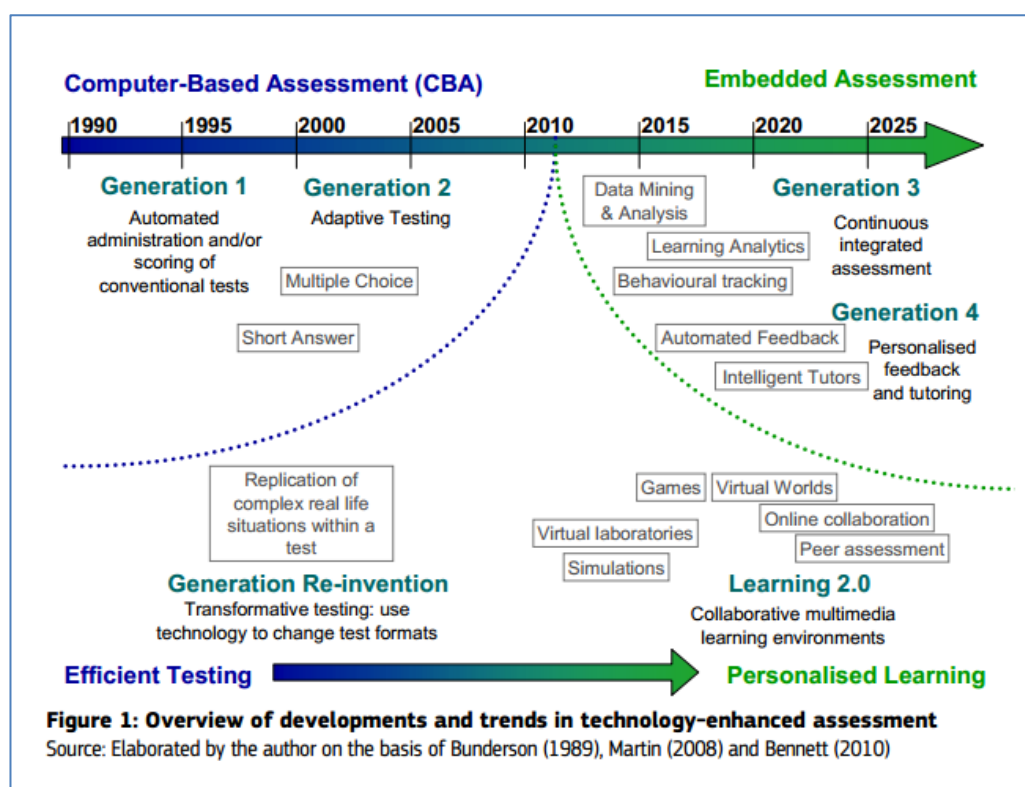 Computer-Based Assessment (CBA)
Embedded Assessment
1990 1995 2000 2005 2010 2015 2020 2025
Generation 1
Automated
administration and/or
scoring of
conventional tests
Generation 2
Adaptive Testing
Multiple Choice
Short Answer
Data Mining
& Analysis
Learning Analytics
Behavioural tracking
Generation 3
Continuous
integrated
assessment
Automated Feedback
Intelligent Tutors
Generation 4
Personalised
feedback
and tutoring
Replication of
complex real life
situations within a
test
Generation Re-invention
Transformative testing: use
technology to change test formats
Games
Virtual Worlds
Virtual laboratories
Simulations
Online collaboration
Peer assessment
Learning 2.0
Collaborative multimedia
learning environments
Efficient Testing
Personalised Learning
Figure 1: Overview of developments and trends in technology-enhanced assessment
Source: Elaborated by the author on the basis of Bunderson (1989), Martin (2008) and Bennett (2010)